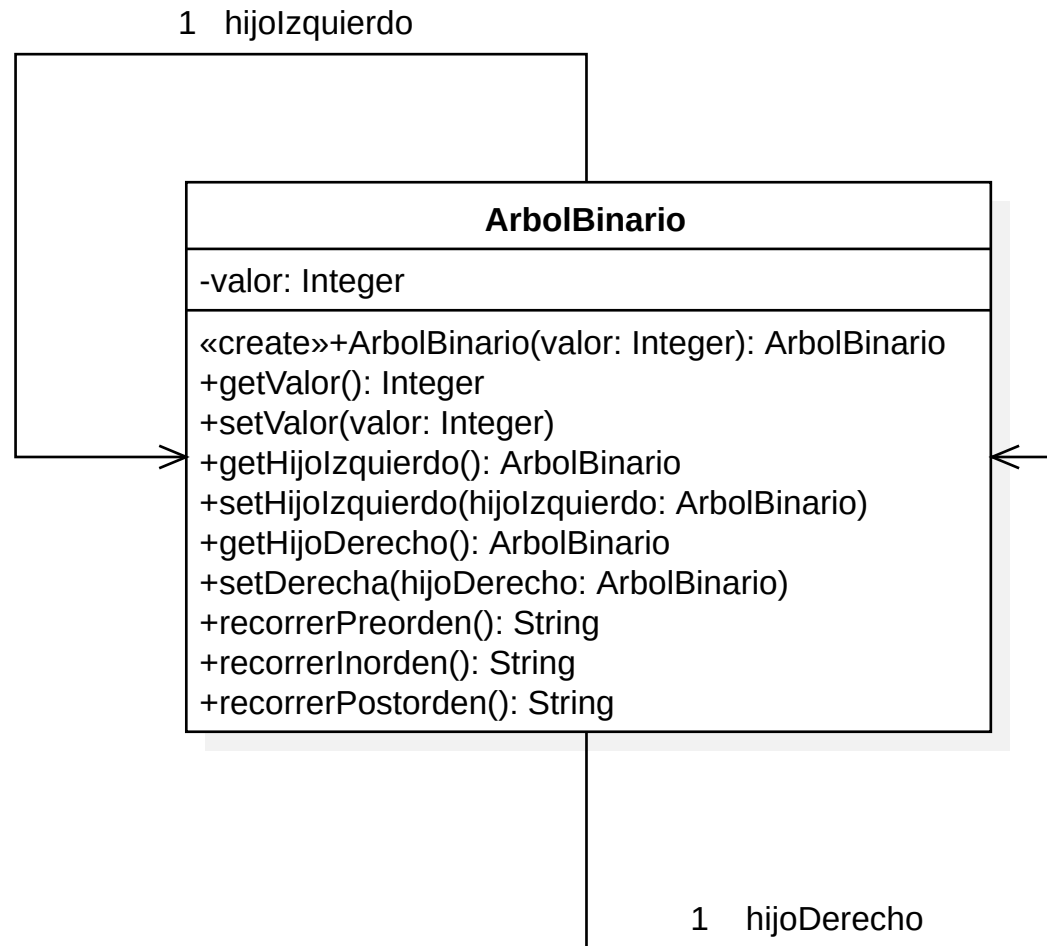 1 hijoIzquierdo
ArbolBinario
-valor: Integer
«create»+ArbolBinario(valor: Integer): ArbolBinario
+getValor(): Integer
+setValor(valor: Integer)
+getHijoIzquierdo(): ArbolBinario
+setHijoIzquierdo(hijoIzquierdo: ArbolBinario)
+getHijoDerecho(): ArbolBinario
+setDerecha(hijoDerecho: ArbolBinario)
+recorrerPreorden(): String
+recorrerInorden(): String
+recorrerPostorden(): String
1 hijoDerecho